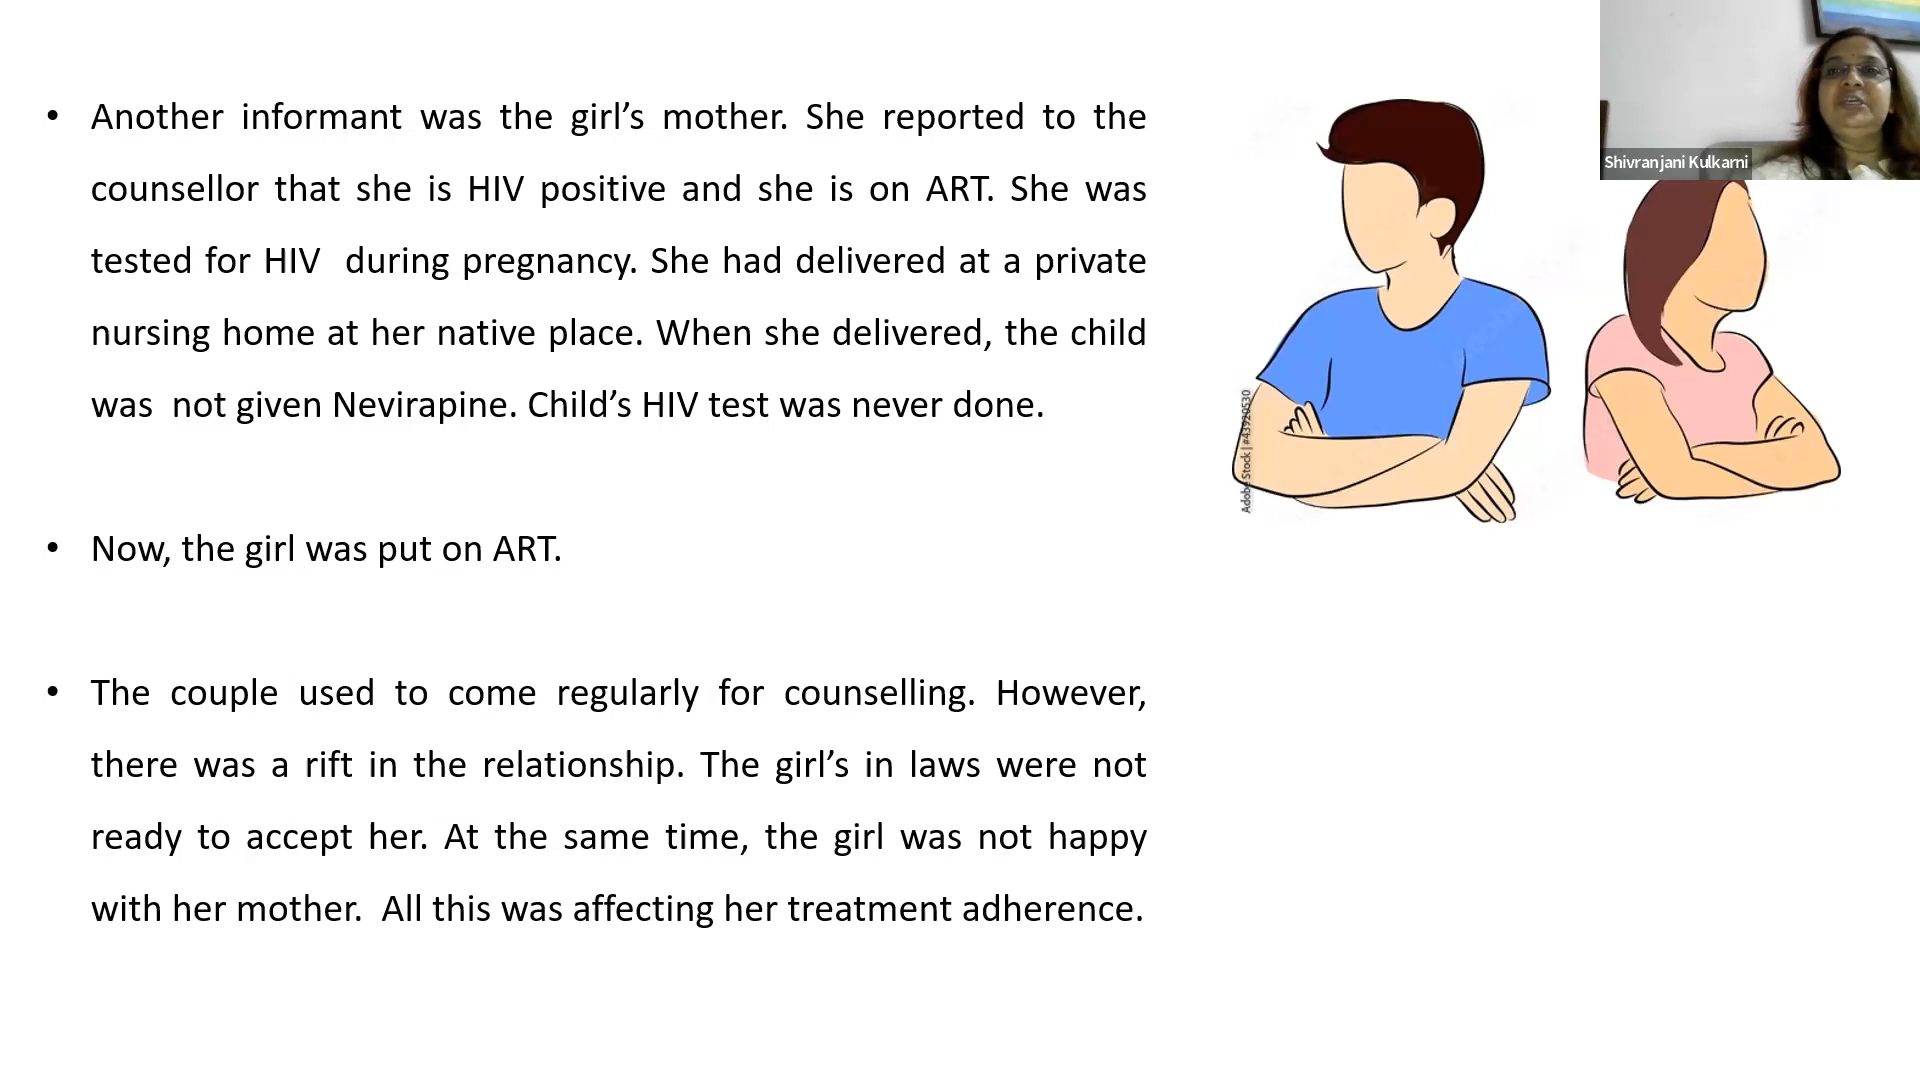 • Another informant was the girl’s mother. She reported to the
counsellor that she is HIV positive and she is on ART. She was
tested for HIV during pregnancy. She had delivered at a private
nursing home at her native place. When she delivered, the child
was not given Nevirapine. Child’s HIV test was never done.
• Now, the girl was put on ART.
• The couple used to come regularly for counselling. However,
there was a rift in the relationship. The girl’s in laws were not
ready to accept her. At the same time, the girl was not happy
with her mother. All this was affecting her treatment adherence.
Shivranjani Kulkarni
Adobe Stock | #43920530